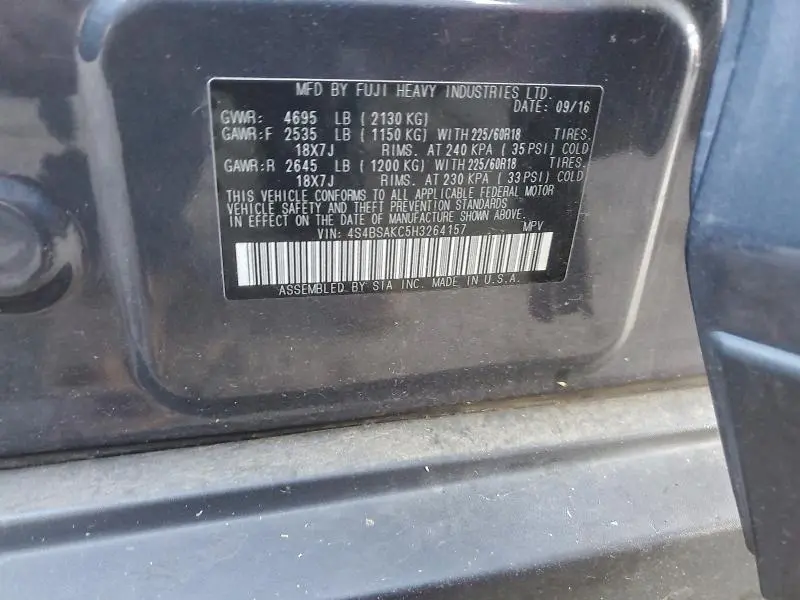 MFD BY FUJI HEAVY INDUSTRIES LTD.
DATE: 09/16
GVWR: 4695 LB ( 2130 KG)
GAWR:F 2535 LB ( 1150 KG) WITH 225/60R18 TIRES.
18X7J RIMS. AT 240 KPA ( 35 PSI) COLD
GAWR:R 2645 LB ( 1200 KG) WITH 225/60R18 TIRES.
18X7J RIMS. AT 230 KPA ( 33 PSI) COLD
THIS VEHICLE CONFORMS TO ALL APPLICABLE FEDERAL MOTOR
VEHICLE SAFETY AND THEFT PREVENTION STANDARDS
IN EFFECT ON THE DATE OF MANUFACTURE SHOWN ABOVE.
VIN: 4S4BSAKC5H3264157 MPV
ASSEMBLED BY SIA INC. MADE IN U.S.A.